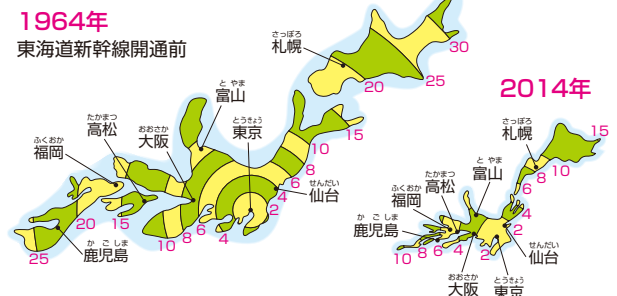 1964年
東海道新幹線開通前
さっぽろ
札幌
30
25
20
と やま
富山
たかまつ
高松
おおさか
大阪
とうきょう
東京
ふくおか
福岡
15
10
8
6
せんだい
仙台
4
2
4
6
8
10
15
20
か ご しま
鹿児島
25
2014年
さっぽろ
札幌
15
10
8
6
と やま
富山
たかまつ
高松
ふくおか
福岡
か ご しま
鹿児島
4
2
せんだい
仙台
10
8
6
4
2
おおさか
大阪
とうきょう
東京